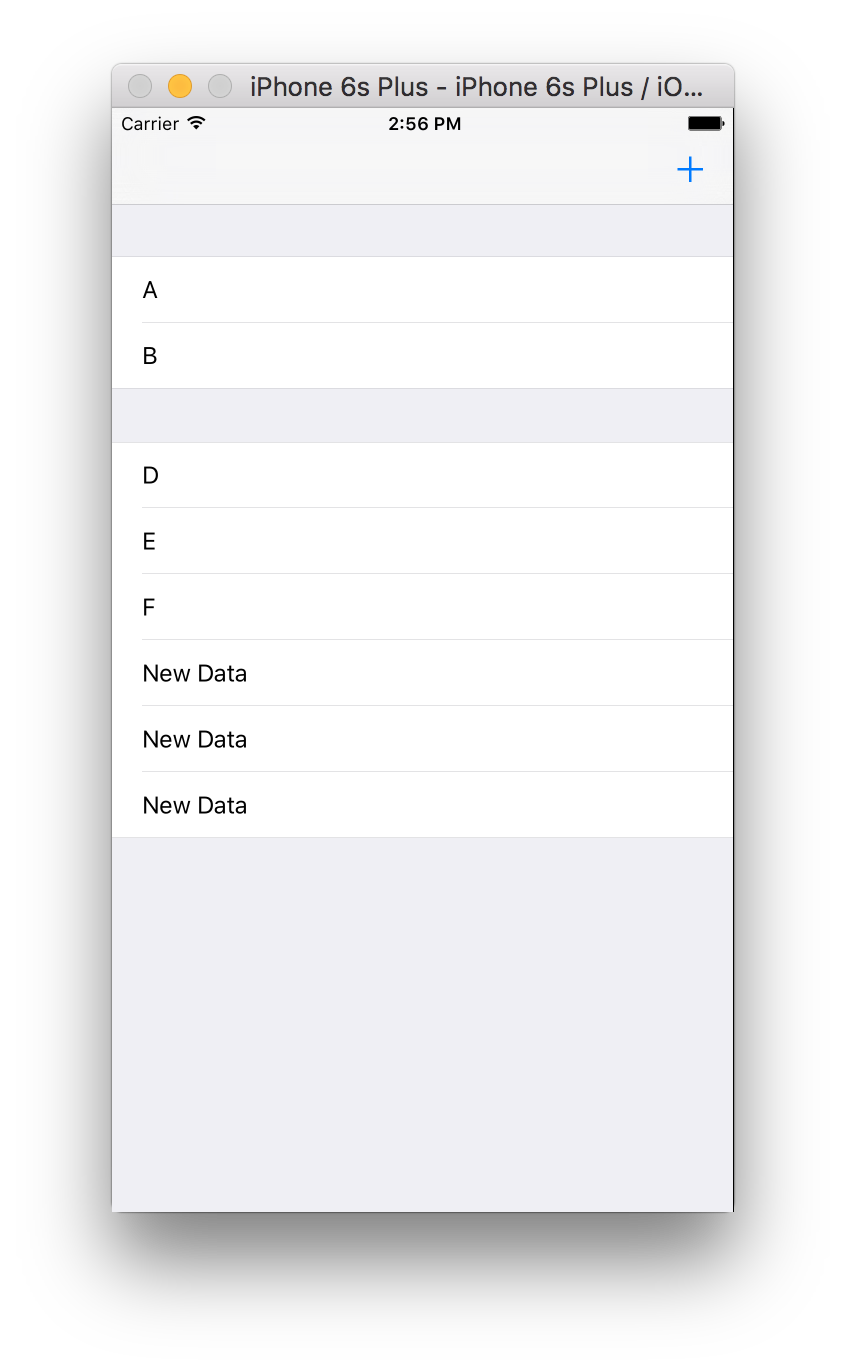 iPhone 6s Plus - iPhone 6s Plus / iO...
Carrier 2:56 PM
A
B
D
E
F
New Data
New Data
New Data